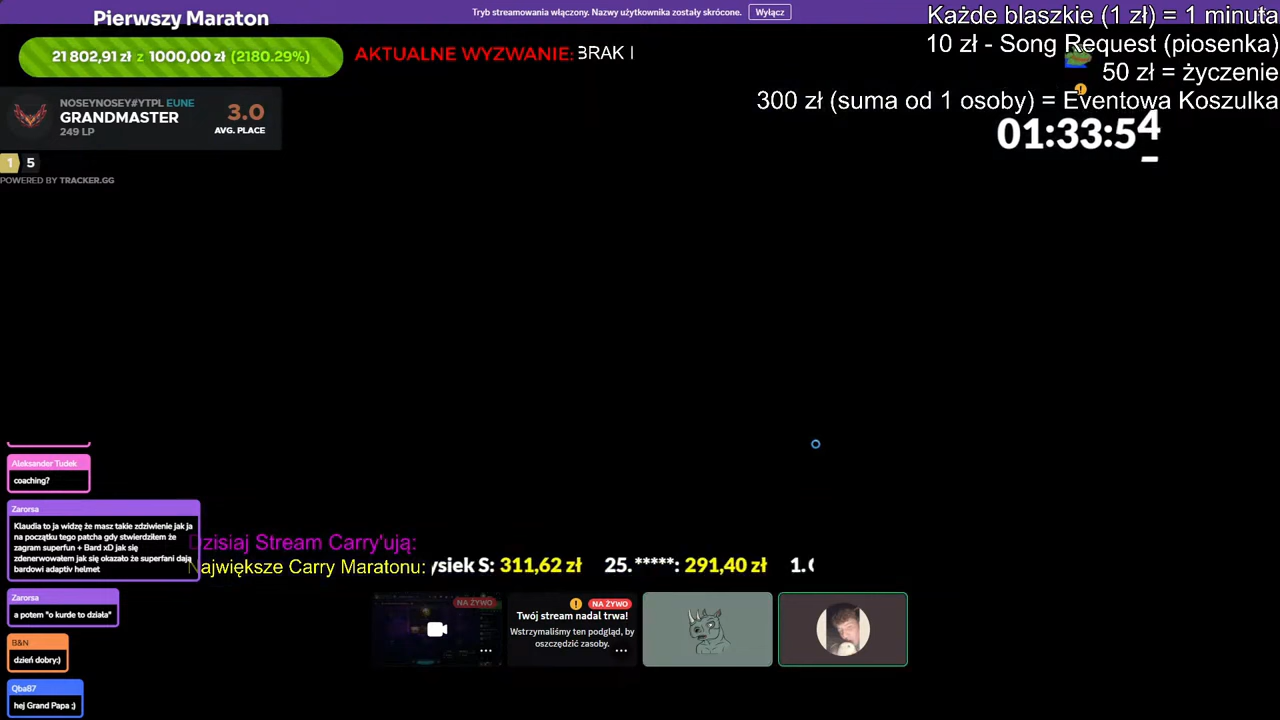 Pierwszy Maraton
Tryb streamowania włączony. Nazwy użytkownika zostały skrócone.
Wyłącz
21 802,91 zł z 1000,00 zł (2180.29%)
AKTUALNE WYZWANIE: BRAK
Każde blaszkie (1 zł) = 1 minuta
10 zł - Song Request (piosenka)
50 zł = życzenie
300 zł (suma od 1 osoby) = Eventowa Koszulka
01:33:54
NOSEYNOSEY#YTPL EUNE
GRANDMASTER
249 LP
3.0
AVG. PLACE
1 5
POWERED BY TRACKER.GG
Aleksander Tudek
coaching?
Zarorsa
Klaudia to ja widzę że masz takie zdziwienie jak ja
na początku tego patcha gdy stwierdziłem że
zagram superfun + Bard xD jak się
zdenerwowałem jak się okazało że superfani dają
bardowi adaptiv helmet
Zarorsa
a potem "o kurde to działa"
B&N
dzień dobry:)
Qba87
hej Grand Papa ;)
Dzisiaj Stream Carry'ują:
Największe Carry Maratonu:
ysiek S: 311,62 zł 25.*****: 291,40 zł 1.
NA ŻYWO
NA ŻYWO
Twój stream nadal trwa!
Wstrzymaliśmy ten podgląd, by
oszczędzić zasoby.